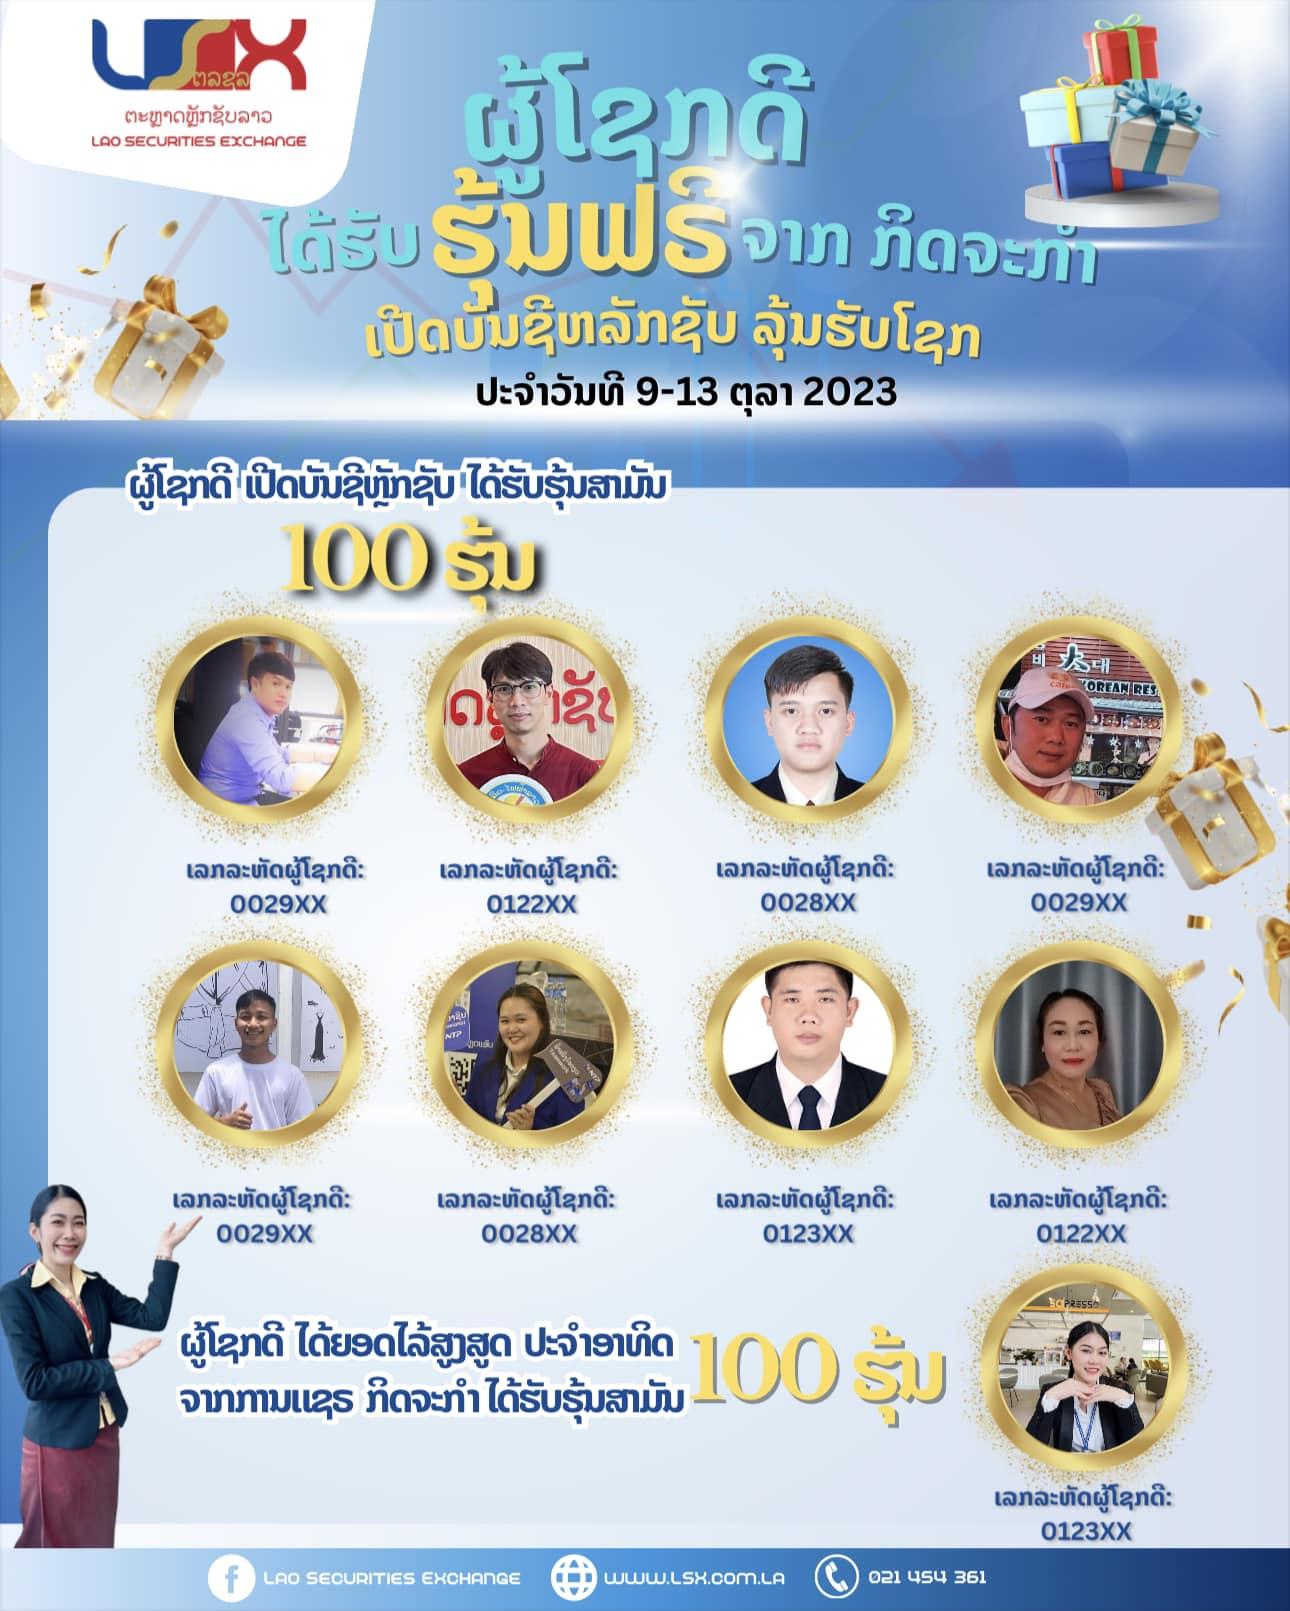 LSX
ຕລຊລ
ຕະຫຼາດຫຼັກຊັບລາວ
LAO SECURITIES EXCHANGE
ຜູ້ໂຊກດີ
ໄດ້ຮັບ ຮຸ້ນຟຣີ ຈາກ ກິດຈະກຳ
ເປີດບັນຊີຫລັກຊັບ ລຸ້ນຮັບໂຊກ
ປະຈຳວັນທີ 9-13 ຕຸລາ 2023
ຜູ້ໂຊກດີ ເປີດບັນຊີຫຼັກຊັບ ໄດ້ຮັບຮຸ້ນສາມັນ
100 ຮຸ້ນ
ເລກລະຫັດຜູ້ໂຊກດີ:
0029XX
ເລກລະຫັດຜູ້ໂຊກດີ:
0122XX
ເລກລະຫັດຜູ້ໂຊກດີ:
0028XX
ເລກລະຫັດຜູ້ໂຊກດີ:
0029XX
ເລກລະຫັດຜູ້ໂຊກດີ:
0029XX
ເລກລະຫັດຜູ້ໂຊກດີ:
0028XX
ເລກລະຫັດຜູ້ໂຊກດີ:
0123XX
ເລກລະຫັດຜູ້ໂຊກດີ:
0122XX
ຜູ້ໂຊກດີ ໄດ້ຍອດໄລ້ສູງສູດ ປະຈຳອາທິດ
ຈາກການແຊຣ ກິດຈະກຳ ໄດ້ຮັບຮຸ້ນສາມັນ
100 ຮຸ້ນ
ເລກລະຫັດຜູ້ໂຊກດີ:
0123XX
LAO SECURITIES EXCHANGE
WWW.LSX.COM.LA
021 454 361